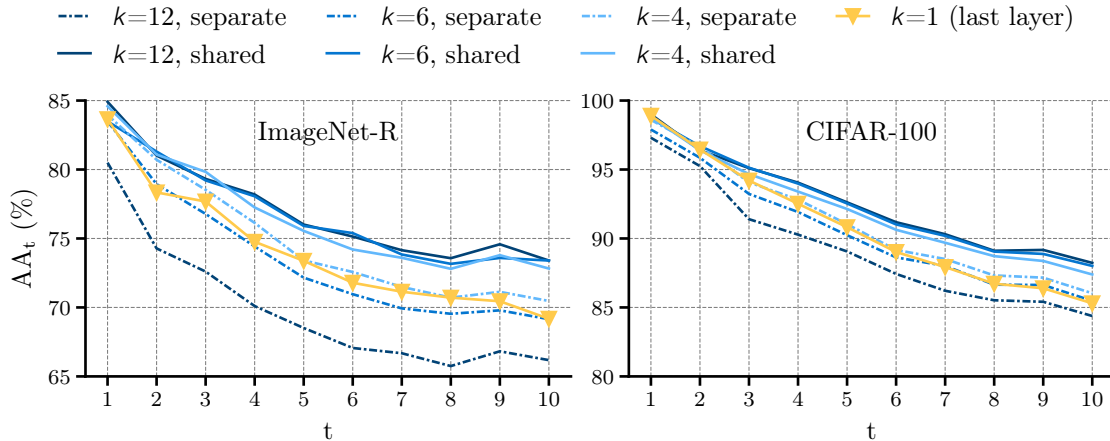 k=12, separate k=6, separate k=4, separate k=1 (last layer)
k=12, shared k=6, shared k=4, shared
AAt (%)
85
80
75
70
65
ImageNet-R
1 2 3 4 5 6 7 8 9 10
t
100
95
90
85
80
CIFAR-100
1 2 3 4 5 6 7 8 9 10
t